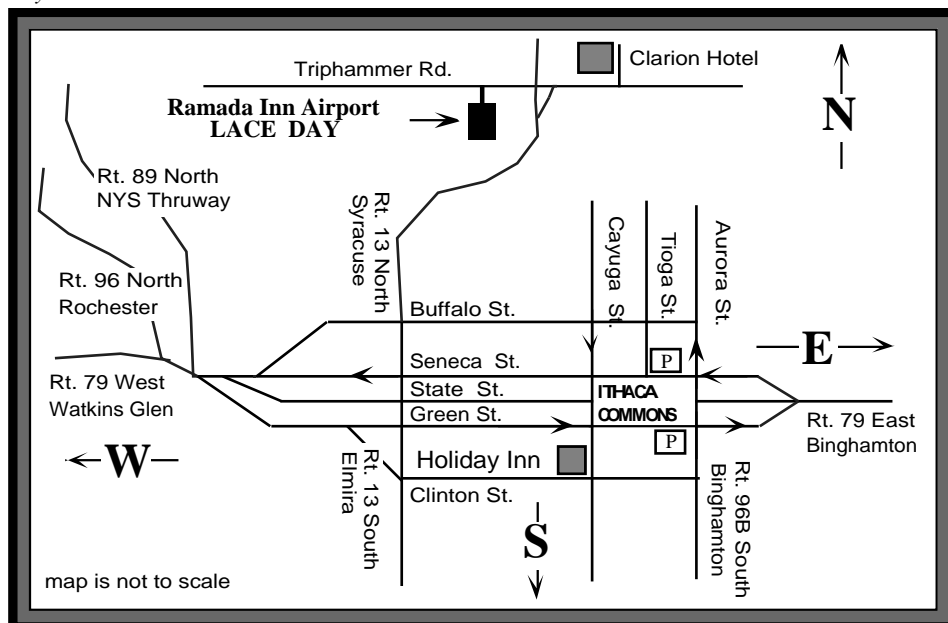 Clarion Hotel
Triphammer Rd.
Ramada Inn Airport
LACE DAY
N
Rt. 89 North
NYS Thruway
Rt. 13 North
Syracuse
Cayuga St.
Tioga St.
Aurora St.
Rt. 96 North
Rochester
Buffalo St.
E
Seneca St.
P
Rt. 79 West
Watkins Glen
State St.
ITHACA
COMMONS
Green St.
Rt. 79 East
Binghamton
P
W
Rt. 13 South
Elmira
Holiday Inn
Clinton St.
Rt. 96B South
Binghamton
S
map is not to scale